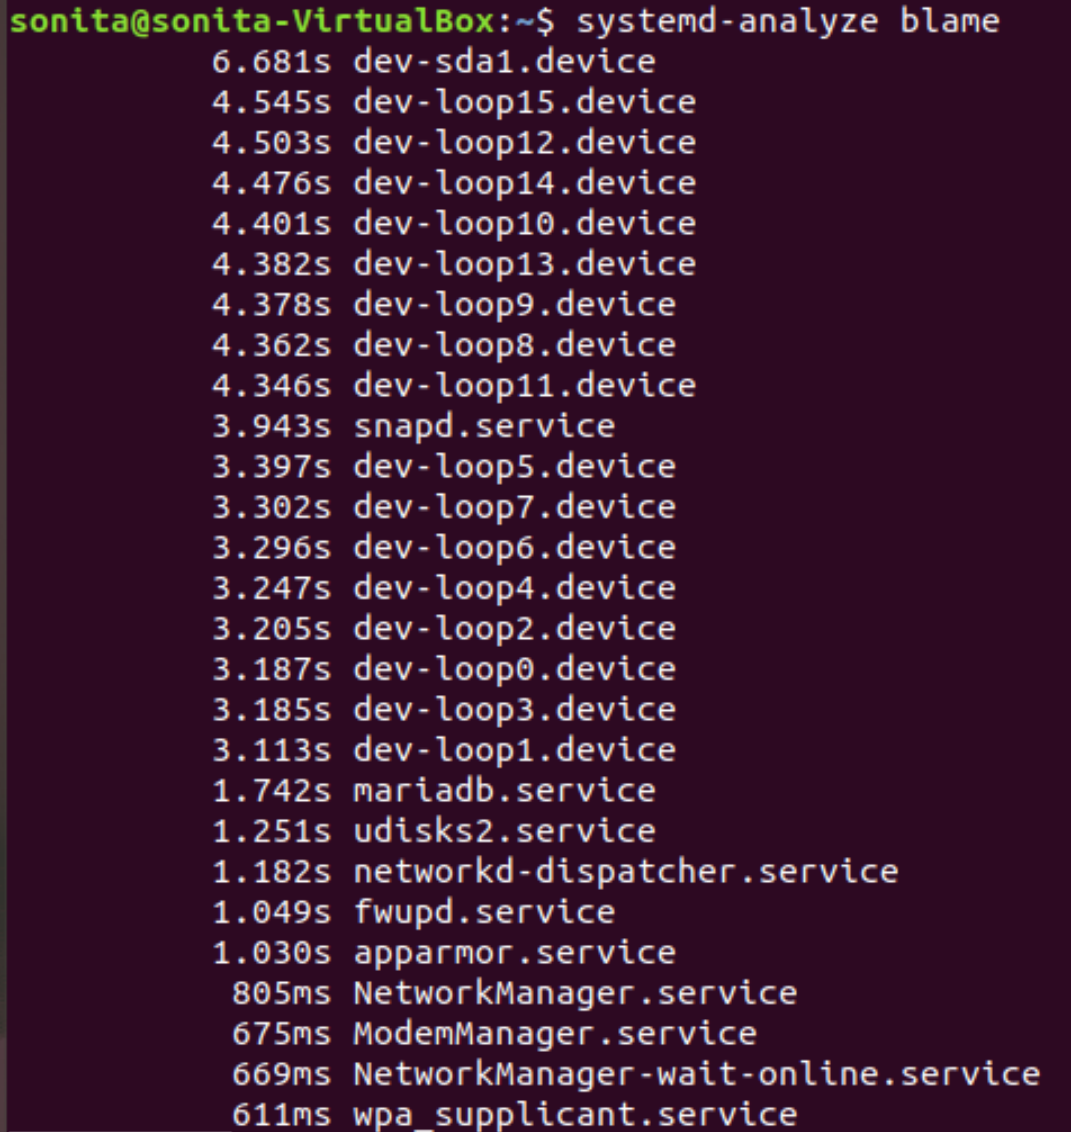 sonita@sonita-VirtualBox:~$ systemd-analyze blame
6.681s dev-sda1.device
4.545s dev-loop15.device
4.503s dev-loop12.device
4.476s dev-loop14.device
4.401s dev-loop10.device
4.382s dev-loop13.device
4.378s dev-loop9.device
4.362s dev-loop8.device
4.346s dev-loop11.device
3.943s snapd.service
3.397s dev-loop5.device
3.302s dev-loop7.device
3.296s dev-loop6.device
3.247s dev-loop4.device
3.205s dev-loop2.device
3.187s dev-loop0.device
3.185s dev-loop3.device
3.113s dev-loop1.device
1.742s mariadb.service
1.251s udisks2.service
1.182s networkd-dispatcher.service
1.049s fwupd.service
1.030s apparmor.service
805ms NetworkManager.service
675ms ModemManager.service
669ms NetworkManager-wait-online.service
611ms wpa_supplicant.service